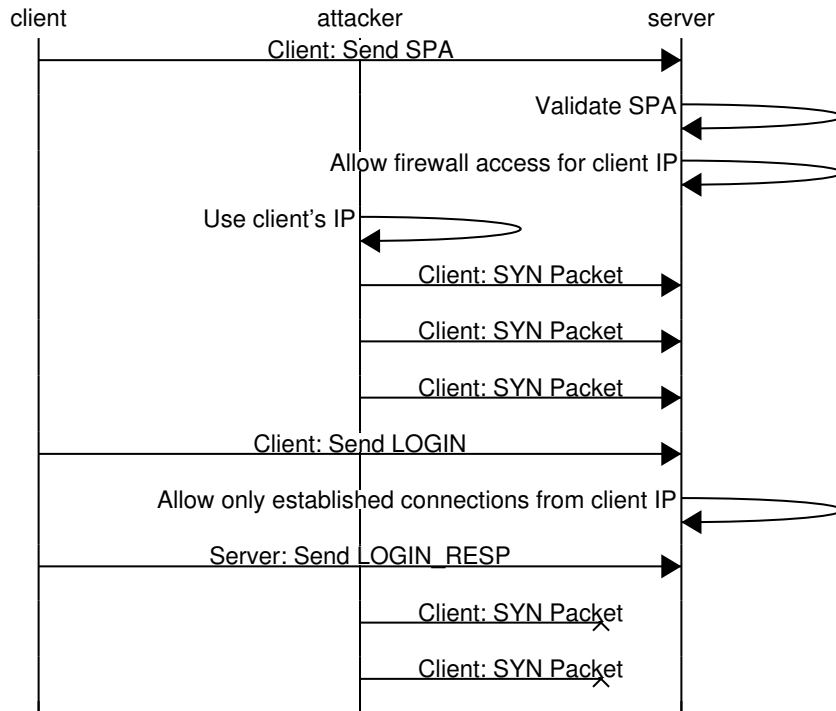 client attacker server
Client: Send SPA
Validate SPA
Allow firewall access for client IP
Use client's IP
Client: SYN Packet
Client: SYN Packet
Client: SYN Packet
Client: Send LOGIN
Allow only established connections from client IP
Server: Send LOGIN_RESP
Client: SYN Packet
Client: SYN Packet